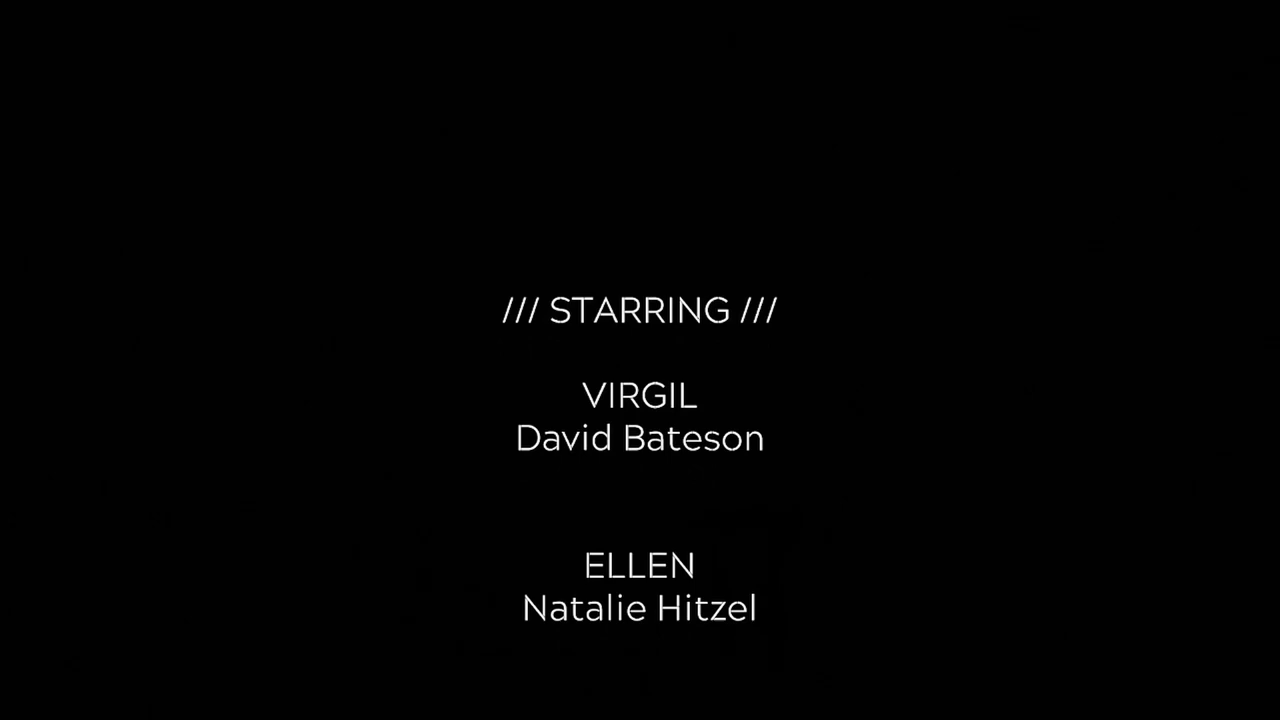 /// STARRING ///
VIRGIL
David Bateson
ELLEN
Natalie Hitzel